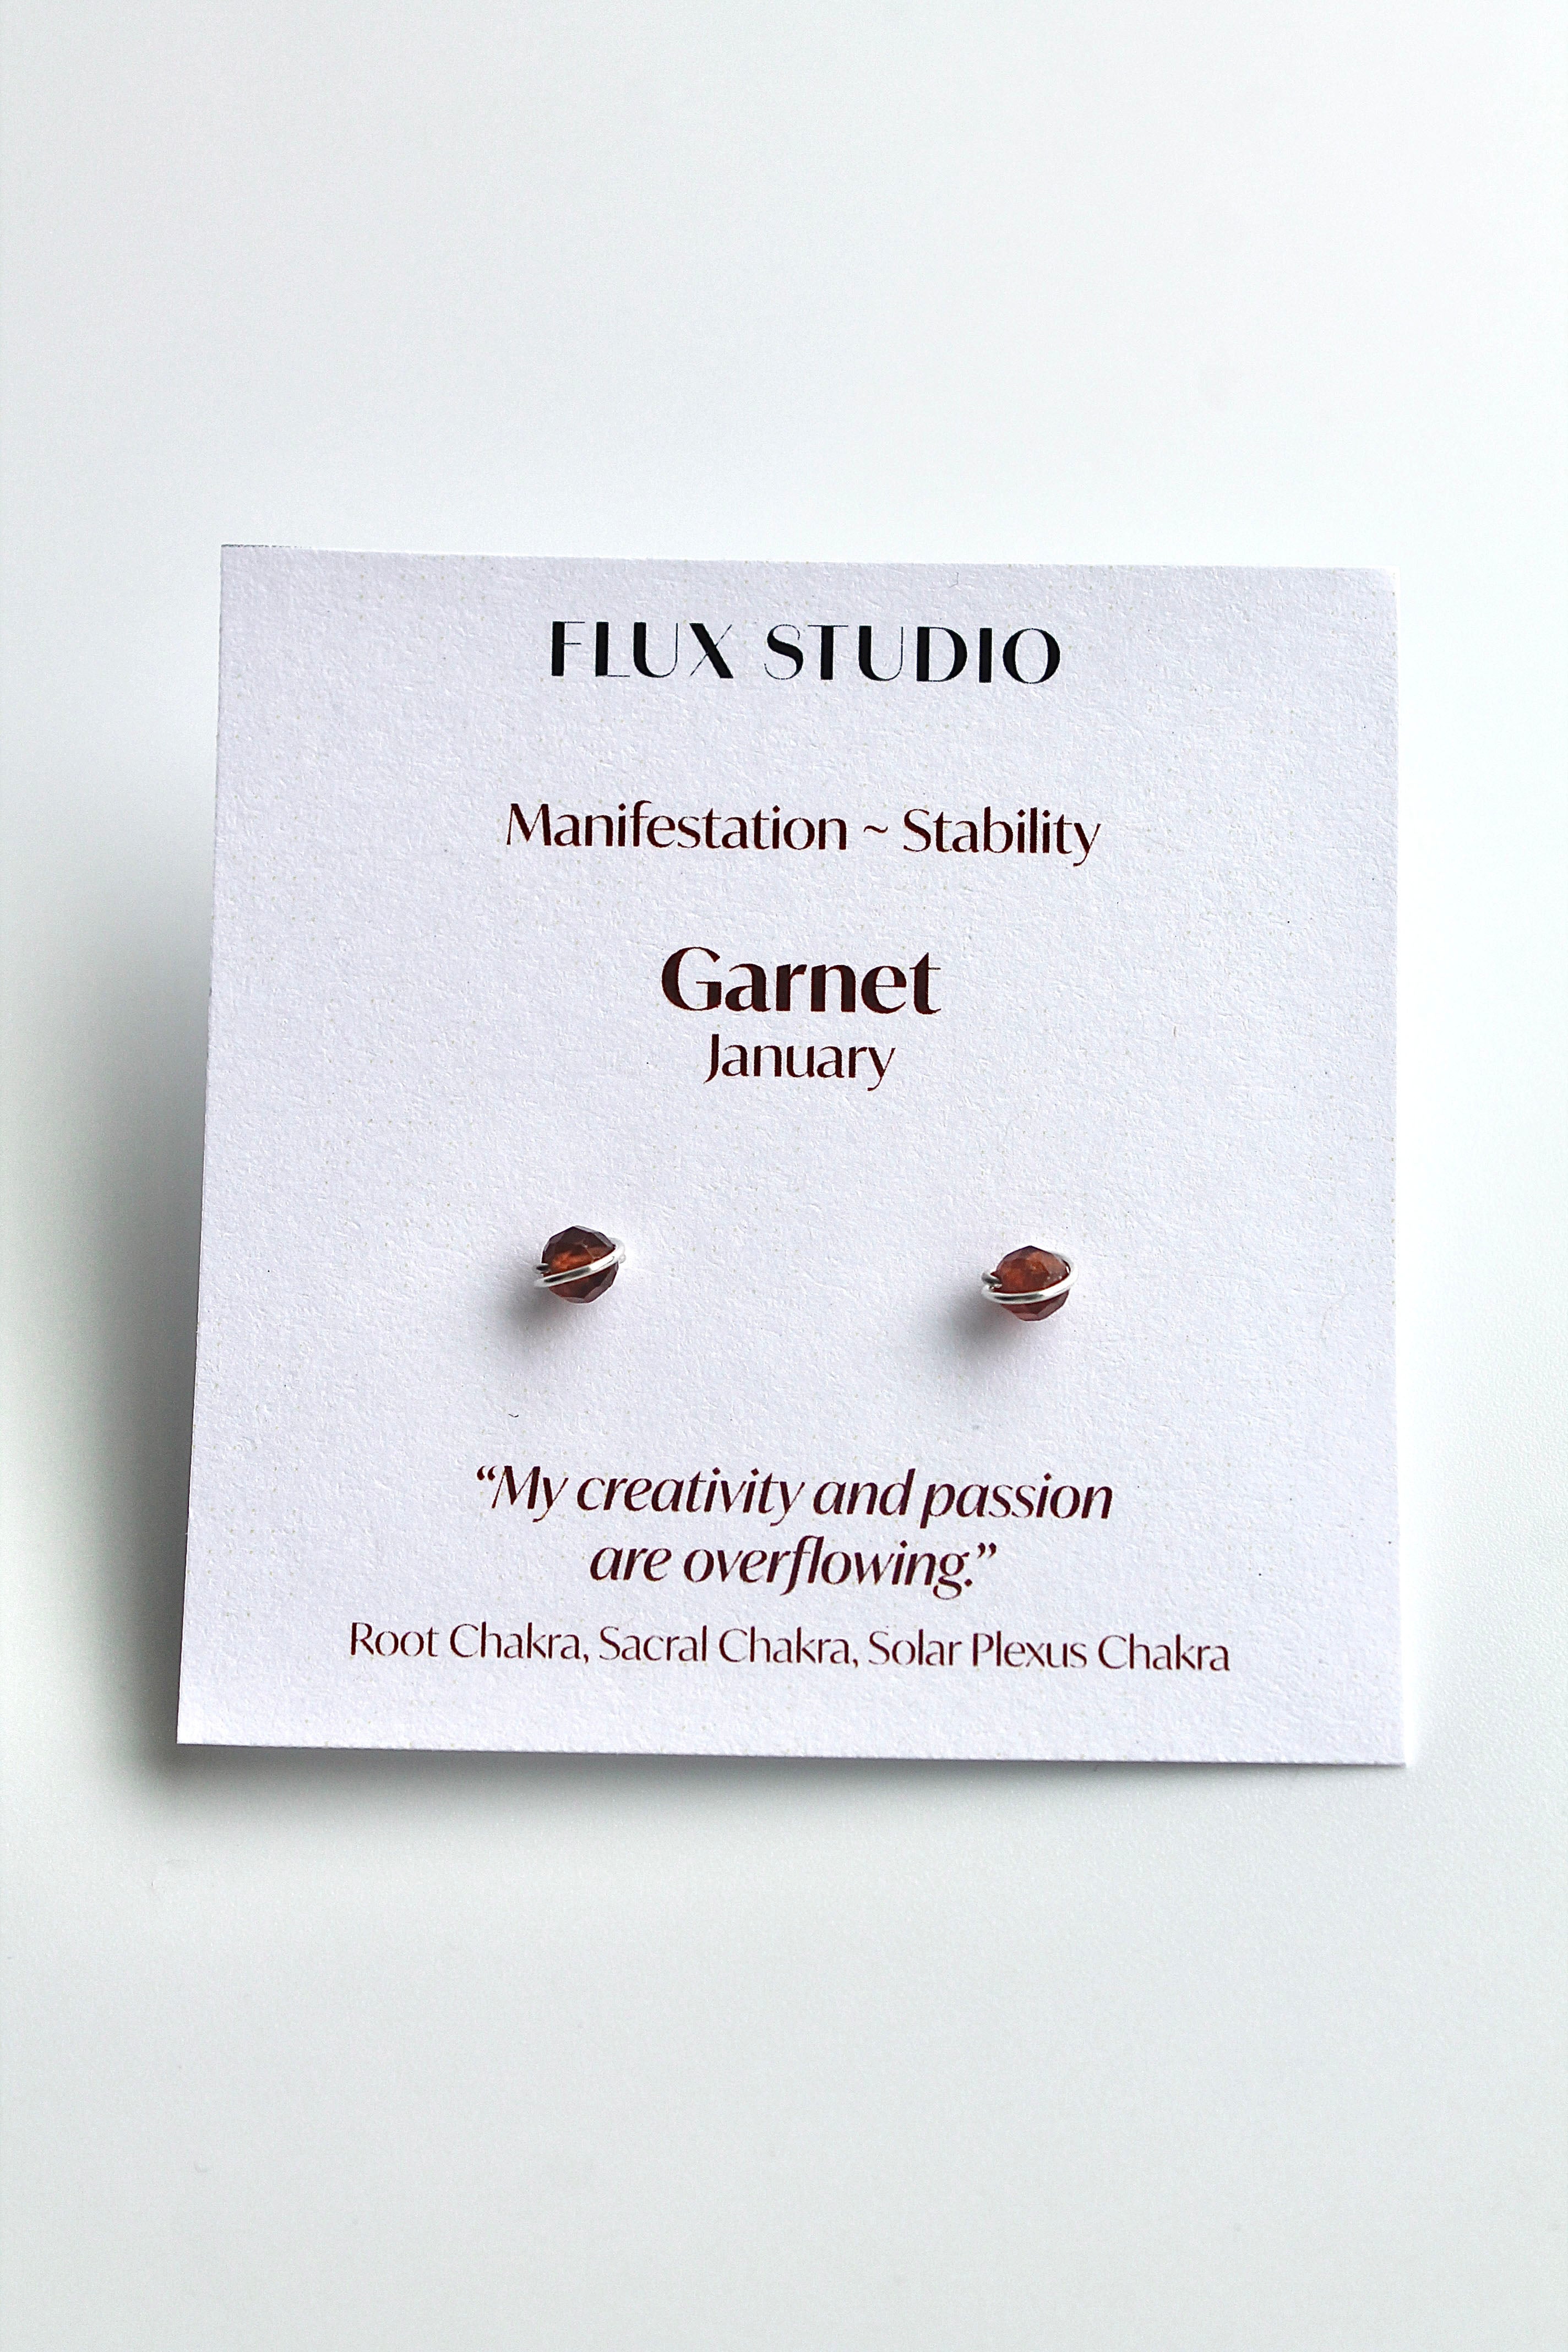 FLUX STUDIO
Manifestation ~ Stability
Garnet
January
“My creativity and passion
are overflowing.”
Root Chakra, Sacral Chakra, Solar Plexus Chakra